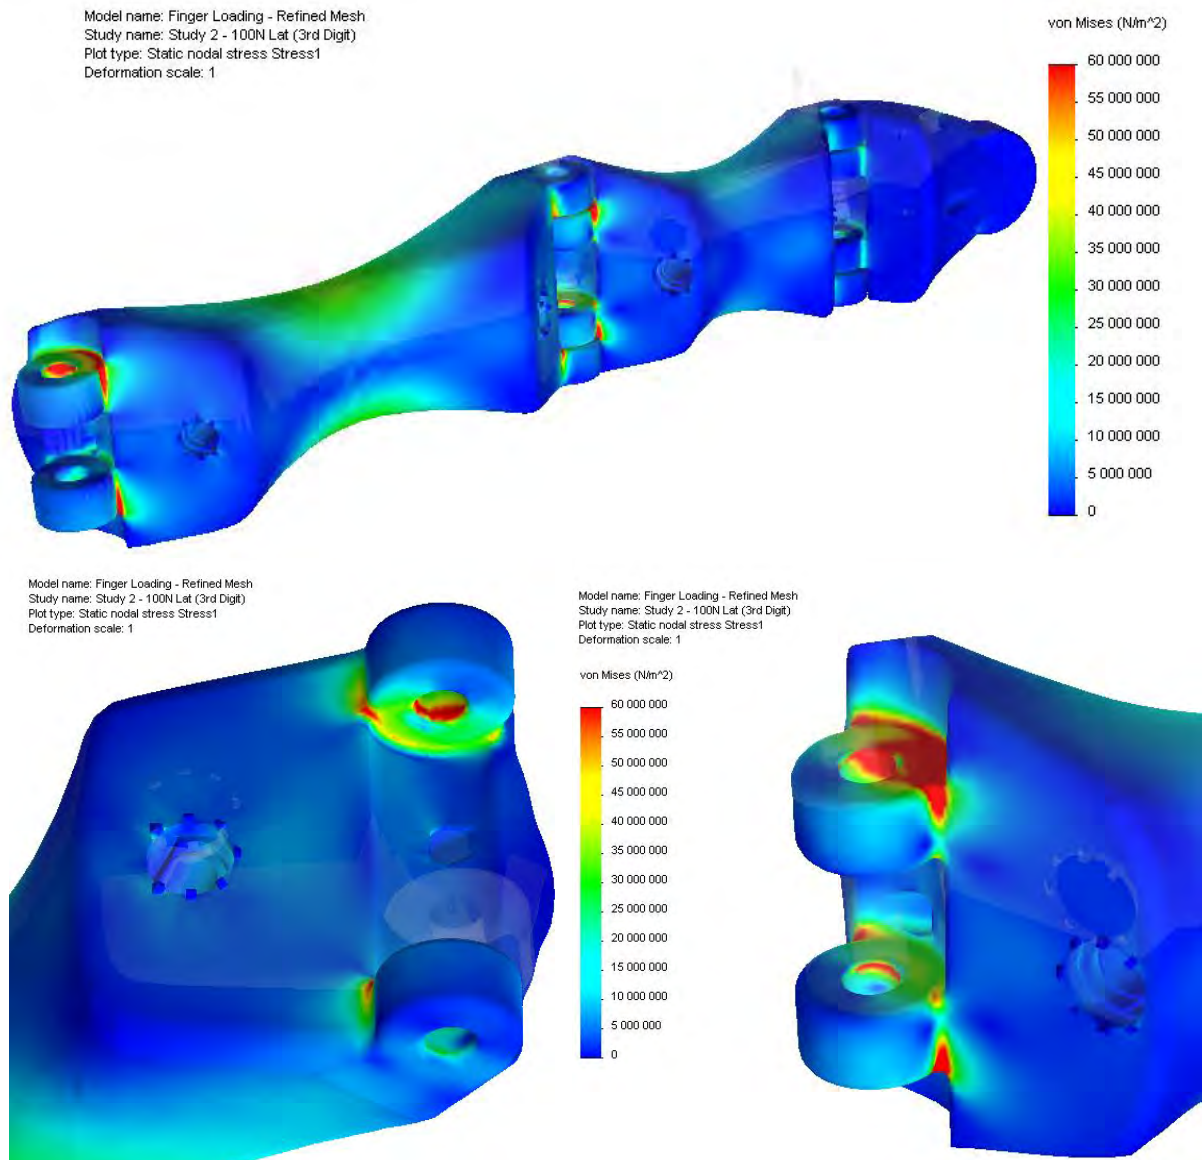 Model name: Finger Loading - Refined Mesh
Study name: Study 2 - 100N Lat (3rd Digit)
Plot type: Static nodal stress Stress1
Deformation scale: 1
von Mises (N/m^2)
60 000 000
55 000 000
50 000 000
45 000 000
40 000 000
35 000 000
30 000 000
25 000 000
20 000 000
15 000 000
10 000 000
5 000 000
0
Model name: Finger Loading - Refined Mesh
Study name: Study 2 - 100N Lat (3rd Digit)
Plot type: Static nodal stress Stress1
Deformation scale: 1
Model name: Finger Loading - Refined Mesh
Study name: Study 2 - 100N Lat (3rd Digit)
Plot type: Static nodal stress Stress1
Deformation scale: 1
von Mises (N/m^2)
60 000 000
55 000 000
50 000 000
45 000 000
40 000 000
35 000 000
30 000 000
25 000 000
20 000 000
15 000 000
10 000 000
5 000 000
0